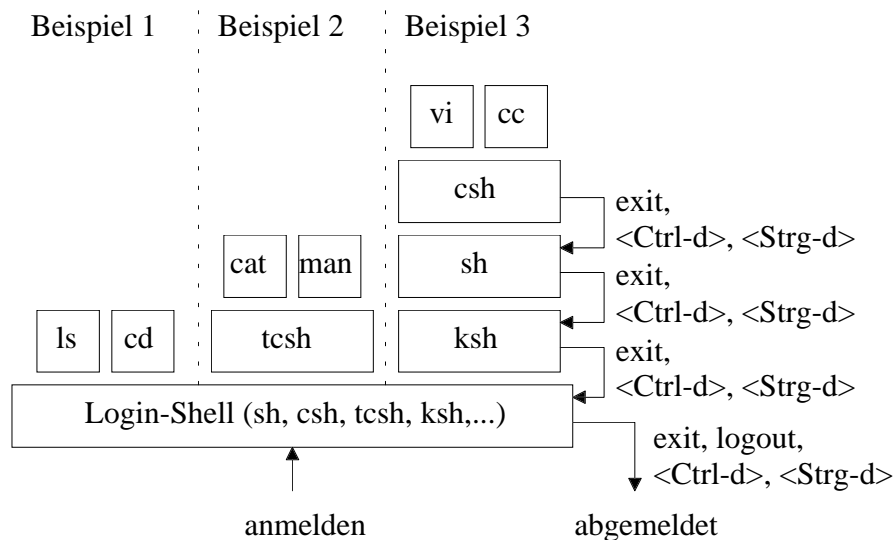 Beispiel 1 Beispiel 2 Beispiel 3
vi cc
csh
exit,
<Ctrl-d>, <Strg-d>
cat man
sh
exit,
<Ctrl-d>, <Strg-d>
ls cd
tcsh
ksh
exit,
<Ctrl-d>, <Strg-d>
Login-Shell (sh, csh, tcsh, ksh,...)
exit, logout,
<Ctrl-d>, <Strg-d>
anmelden
abgemeldet